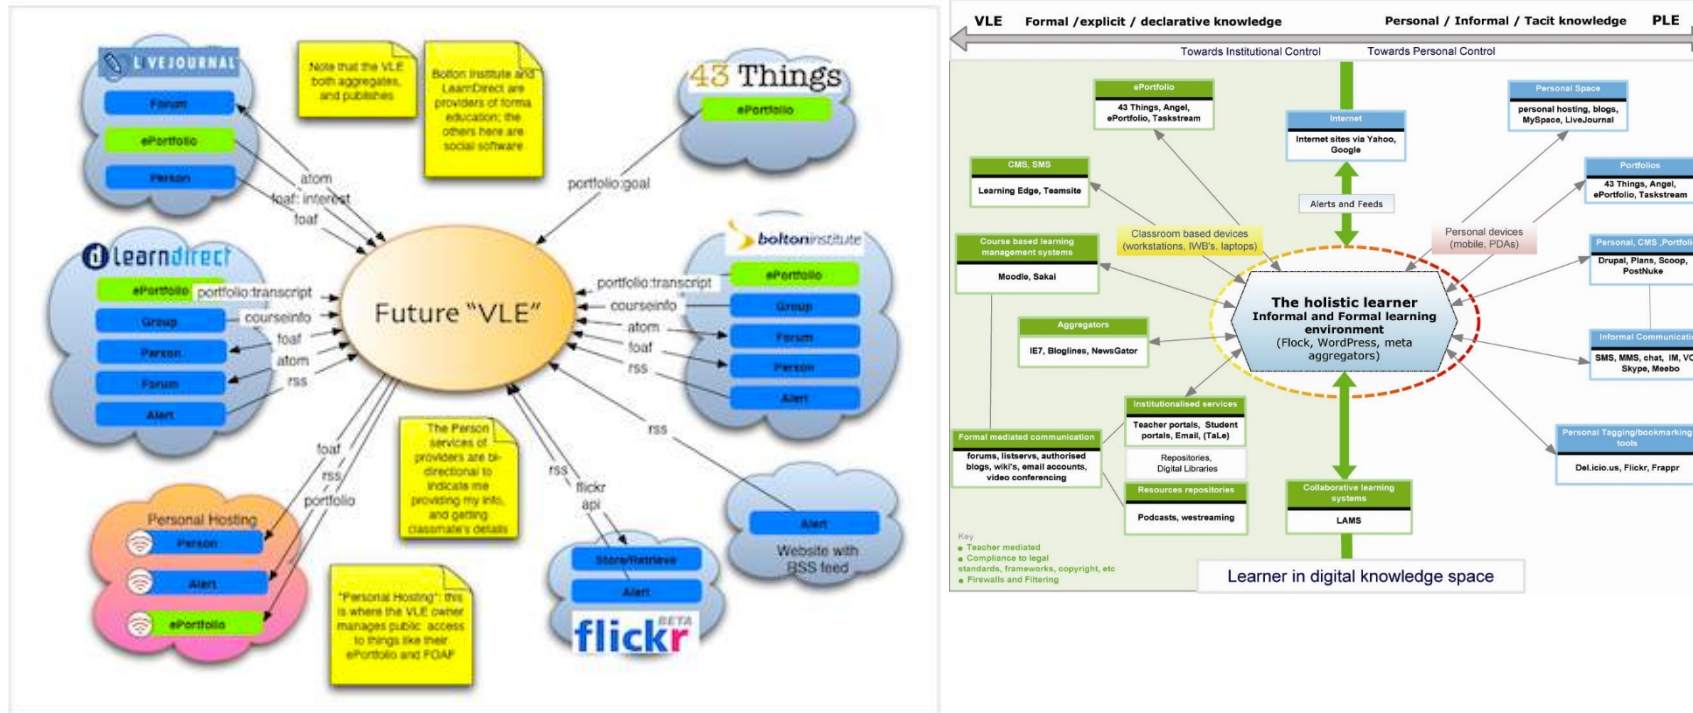 LIVEJOURNAL
Forum
ePortfolio
Person
Note that the VLE
both aggregates,
and publishes
Bolton Institute and
LearnDirect are
providers of forma
education; the
others here are
social software
43 Things
ePortfolio
atom
foaf: interest
foaf
portfolio:goal
learndirect
ePortfolio
Group
Person
Forum
Alert
portfolio:transcript
courseinfo
foaf
atom
rss
Future "VLE"
boltoninstitute
ePortfolio
Group
Forum
Person
Alert
portfolio:transcript
courseinfo
atom
foaf
rss
foaf
rss
portfolio
Personal Hosting
Person
Alert
ePortfolio
The Person
services of
providers are bi-
directional to
indicate me
providing my info,
and getting
classmate's details
rss
flickr
api
rss
Alert
Website with
RSS feed
Store/Retrieve
Alert
flickr
BETA
"Personal Hosting": this
is where the VLE owner
manages public access
to things like their
ePortfolio and FOAF
VLE Formal /explicit / declarative knowledge
Personal / Informal / Tacit knowledge PLE
Towards Institutional Control
Towards Personal Control
ePortfolio
43 Things, Angel,
ePortfolio, Taskstream
Internet
Internet sites via Yahoo,
Google
Personal Space
personal hosting, blogs,
MySpace, LiveJournal
CMS, SMS
Learning Edge, Teamsite
Alerts and Feeds
Portfolios
43 Things, Angel,
ePortfolio, Taskstream
Classroom based devices
(workstations, IWB's, laptops)
Personal devices
(mobile, PDAs)
Course based learning
management systems
Moodle, Sakai
Personal, CMS ,Portfolio
Drupal, Plans, Scoop,
PostNuke
The holistic learner
Informal and Formal learning
environment
(Flock, WordPress, meta
aggregators)
Aggregators
IE7, Bloglines, NewsGator
Informal Communicatio
SMS, MMS, chat, IM, VO
Skype, Meebo
Institutionalised services
Teacher portals, Student
portals, Email, (TaLe)
Repositories,
Digital Libraries
Formal mediated communication
forums, listservs, authorised
blogs, wiki's, email accounts,
video conferencing
Resources repositories
Podcasts, westreaming
Collaborative learning
systems
LAMS
Personal Tagging/bookmarking
tools
Del.icio.us, Flickr, Frappr
Key
Teacher mediated
Compliance to legal
standards, frameworks, copyright, etc
Firewalls and Filtering
Learner in digital knowledge space